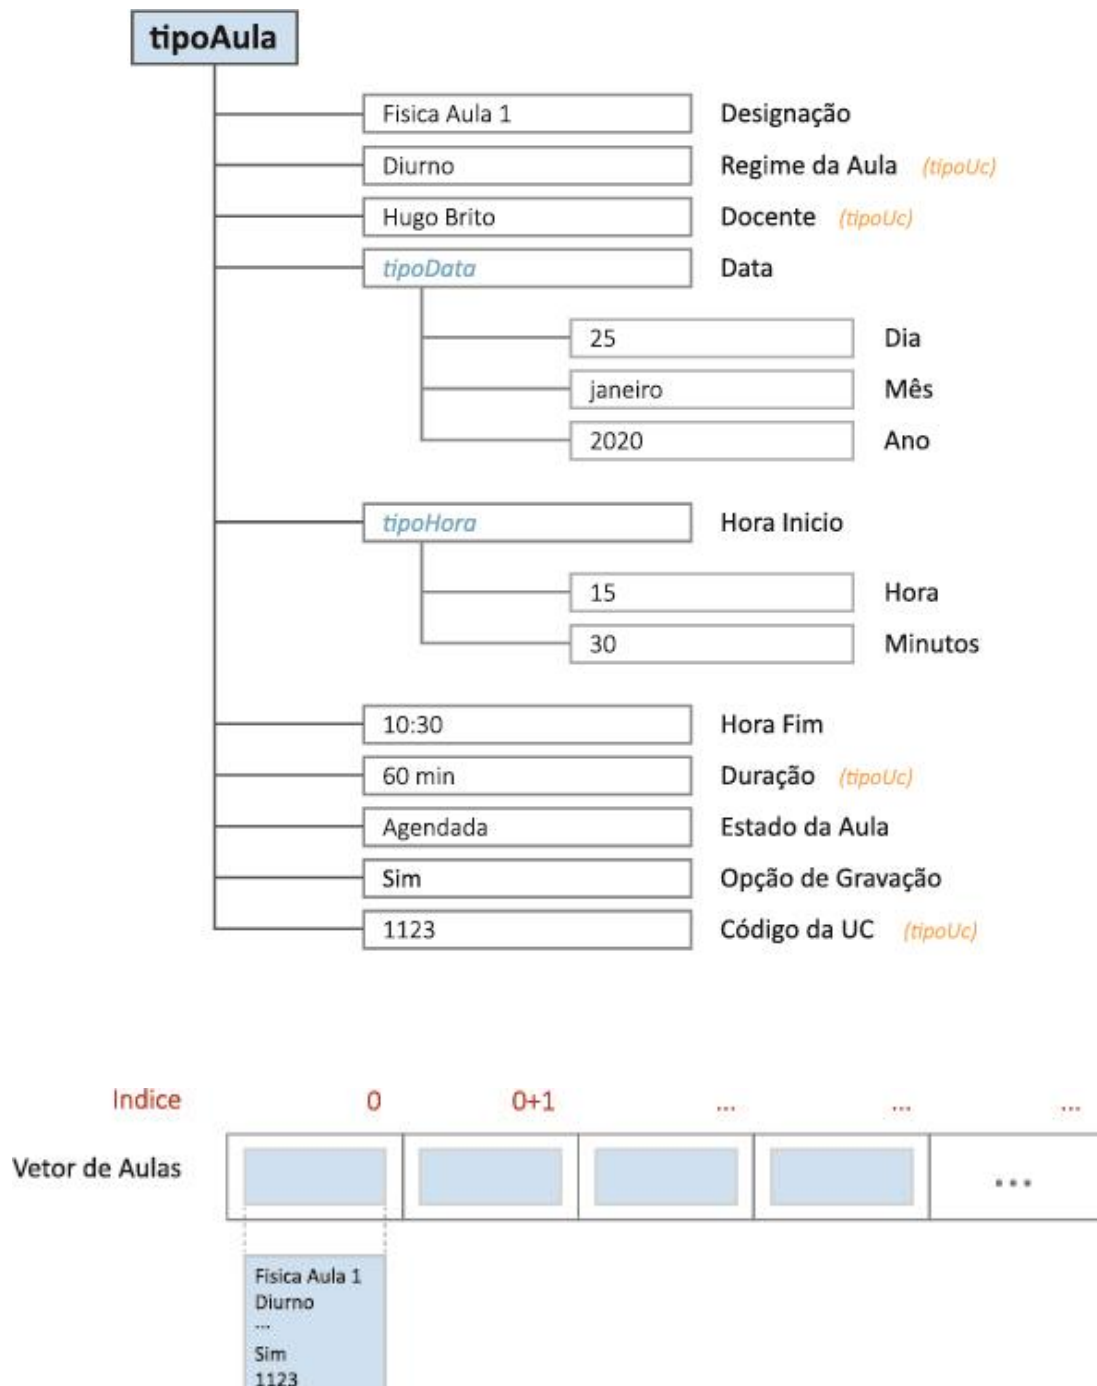 tipoAula
Fisica Aula 1 Designação
Diurno Regime da Aula (tipoUc)
Hugo Brito Docente (tipoUc)
tipoData Data
25 Dia
janeiro Mês
2020 Ano
tipoHora Hora Inicio
15 Hora
30 Minutos
10:30 Hora Fim
60 min Duração (tipoUc)
Agendada Estado da Aula
Sim Opção de Gravação
1123 Código da UC (tipoUc)
Indice 0 0+1 ... ... ...
Vetor de Aulas ...
Fisica Aula 1
Diurno
...
Sim
1123